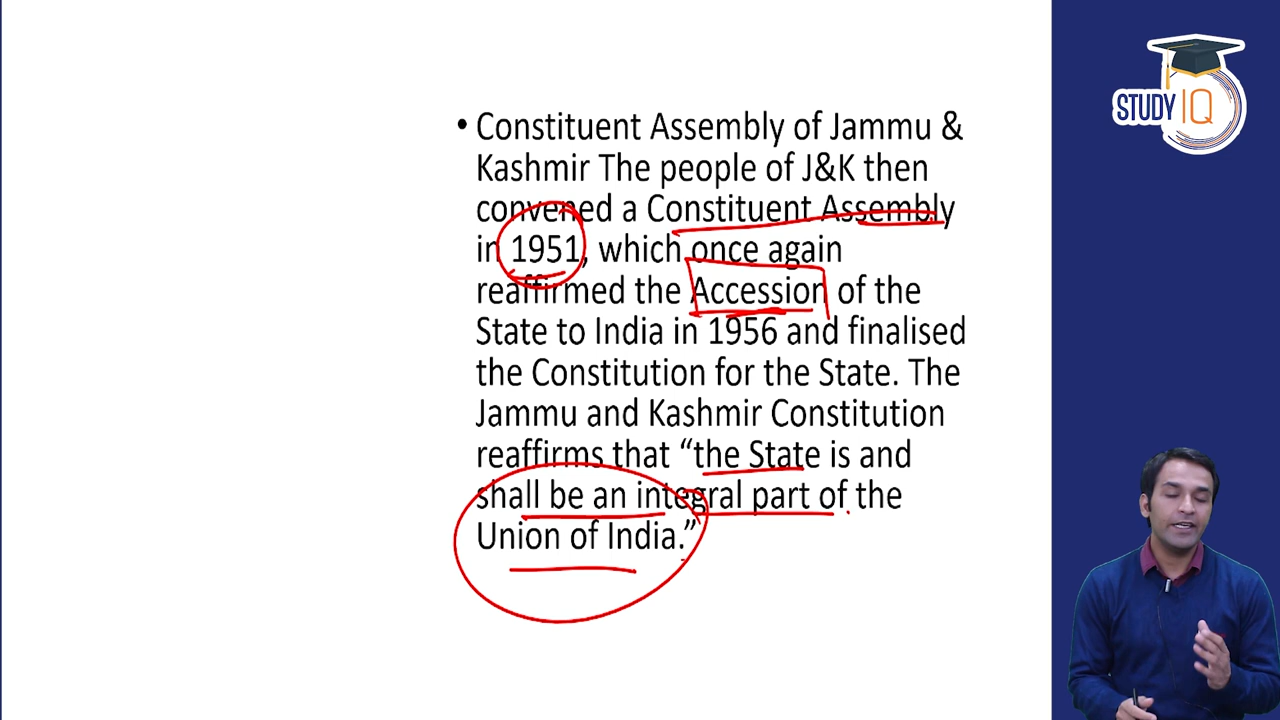 • Constituent Assembly of Jammu &
Kashmir The people of J&K then
convened a Constituent Assembly
in 1951, which once again
reaffirmed the Accession of the
State to India in 1956 and finalised
the Constitution for the State. The
Jammu and Kashmir Constitution
reaffirms that “the State is and
shall be an integral part of the
Union of India.”
STUDY IQ